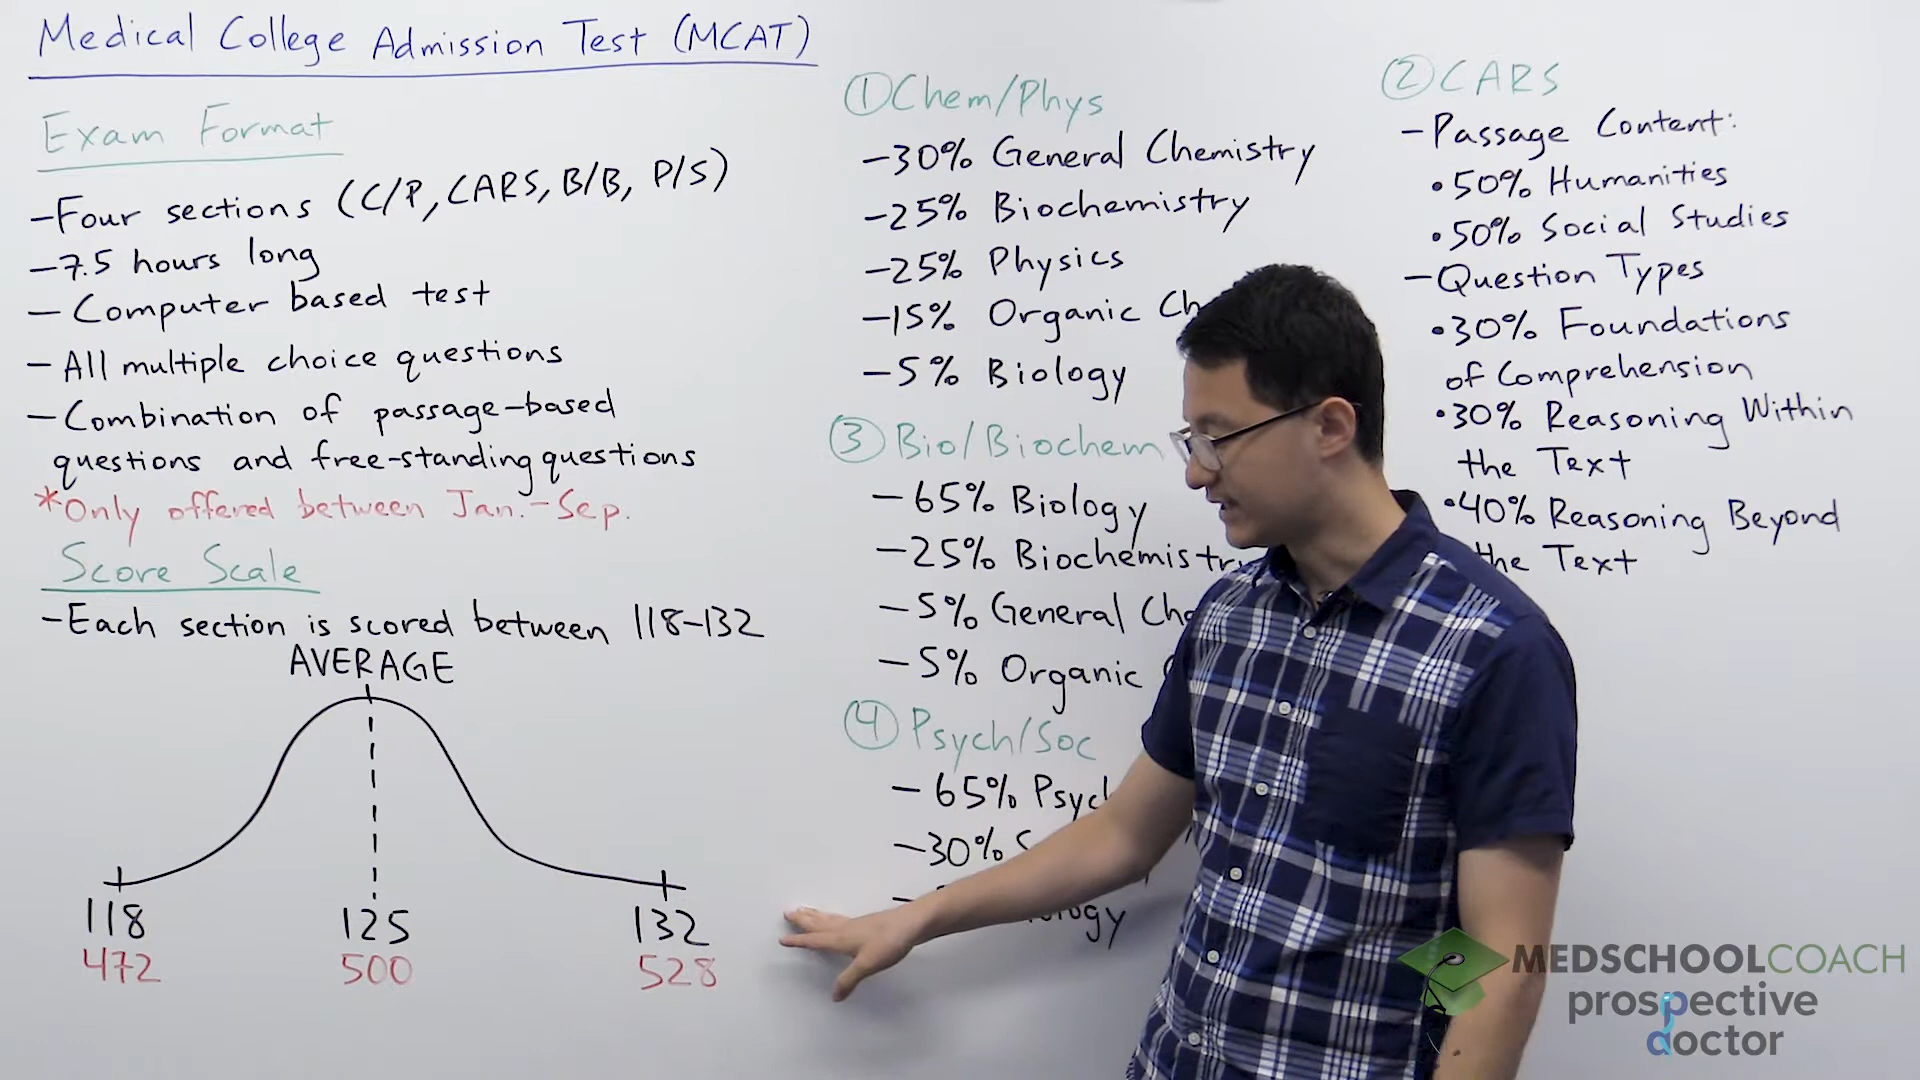 Medical College Admission Test (MCAT)
Exam Format
-Four sections (C/P, CARS, B/B, P/S)
-7.5 hours long
- Computer based test
- All multiple choice questions
- Combination of passage-based
questions and free-standing questions
*Only offered between Jan.-Sep.
Score Scale
-Each section is scored between 118-132
AVERAGE
118 125 132
472 500 528
① Chem/Phys
-30% General Chemistry
-25% Biochemistry
-25% Physics
-15% Organic Ch
-5% Biology
③ Bio/Biochem
- 65% Biology
-25% Biochemistry
-5% General Che
-5% Organic
④ Psych/Soc
- 65% Psych
-30% S
② CARS
-Passage Content:
•50% Humanities
•50% Social Studies
-Question Types
•30% Foundations
of Comprehension
•30% Reasoning Within
the Text
•40% Reasoning Beyond
the Text
MEDSCHOOLCOACH
prospective
doctor